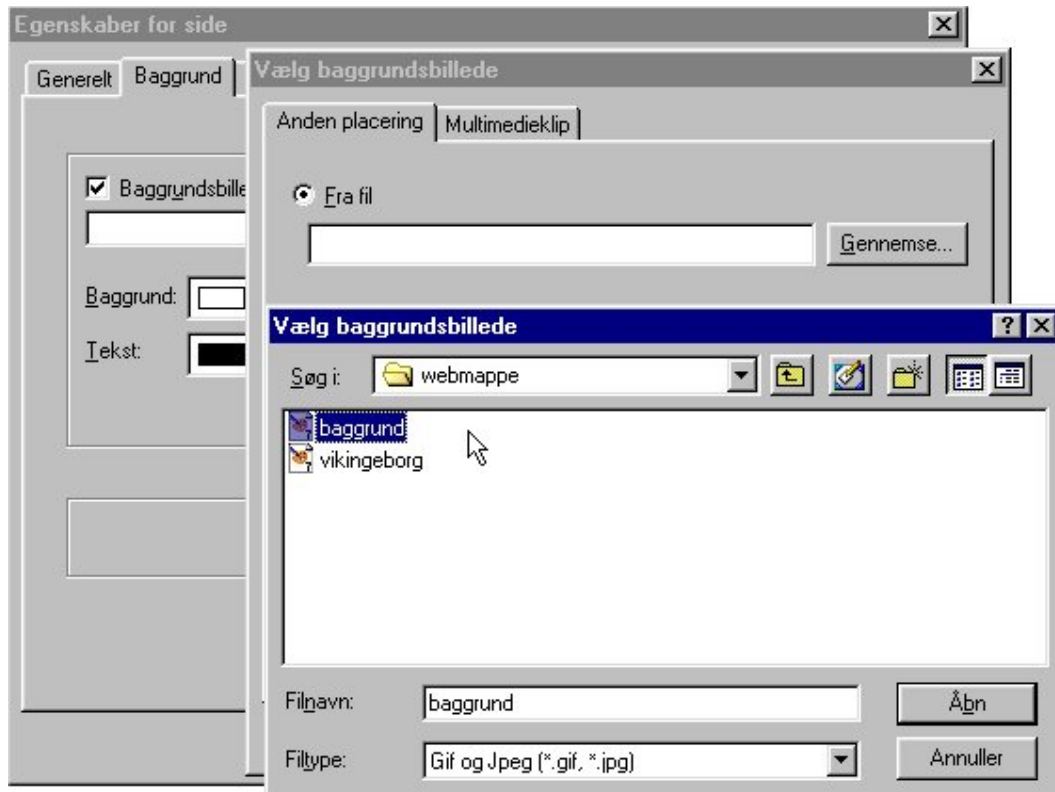 Egenskaber for side
Generelt
Baggrund
Vælg baggrundsbillede
Anden placering
Multimedieklip
Baggrundsbille
Fra fil
Gennemse...
Baggrund:
Tekst:
Vælg baggrundsbillede
Søg i:
webmappe
baggrund
vikingeborg
Filnavn:
baggrund
Åbn
Filtype:
Gif og Jpeg (*.gif, *.jpg)
Annuller